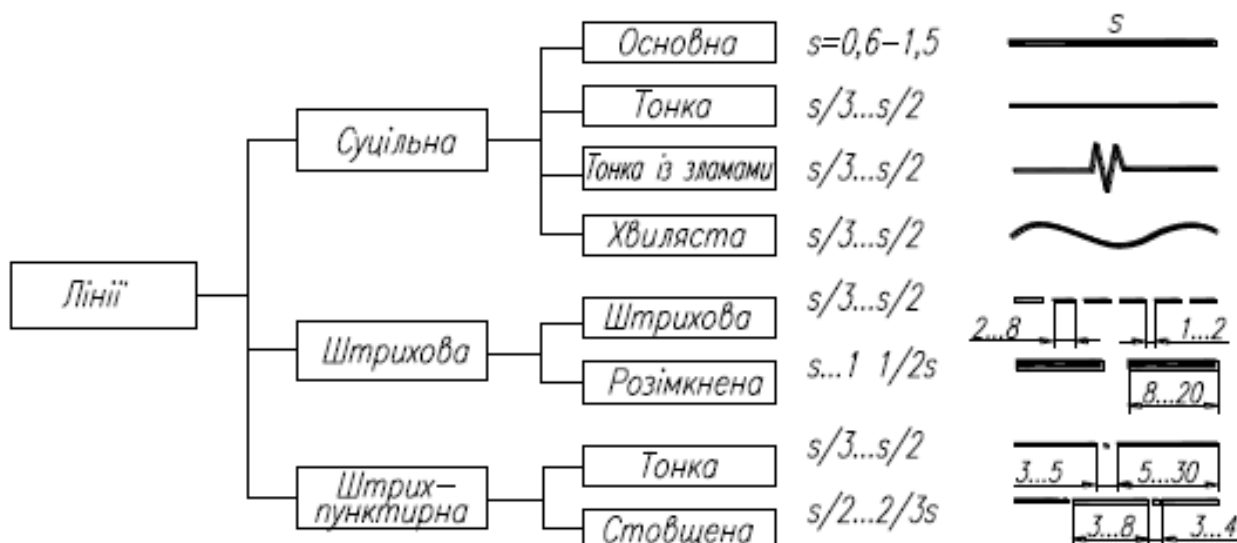 Лінії
Суцільна
Штрихова
Штрих-
пунктирна
Основна s=0,6-1,5 s
Тонка s/3...s/2
Тонка із зламами s/3...s/2
Хвиляста s/3...s/2
Штрихова s/3...s/2
2...8 1...2
Розімкнена s...1 1/2s
8...20
Тонка s/3...s/2
3...5 5...30
Стовщена s/2...2/3s
3...8 3...4